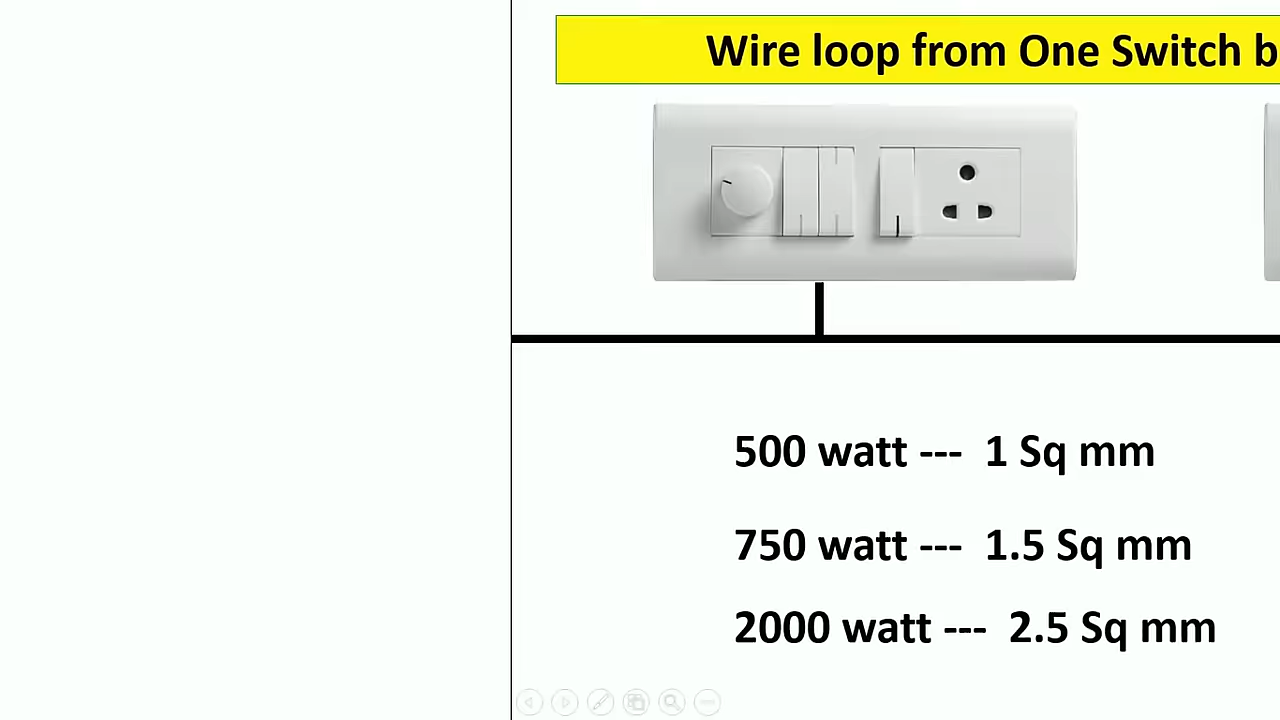 Wire loop from One Switch b
500 watt --- 1 Sq mm
750 watt --- 1.5 Sq mm
2000 watt --- 2.5 Sq mm